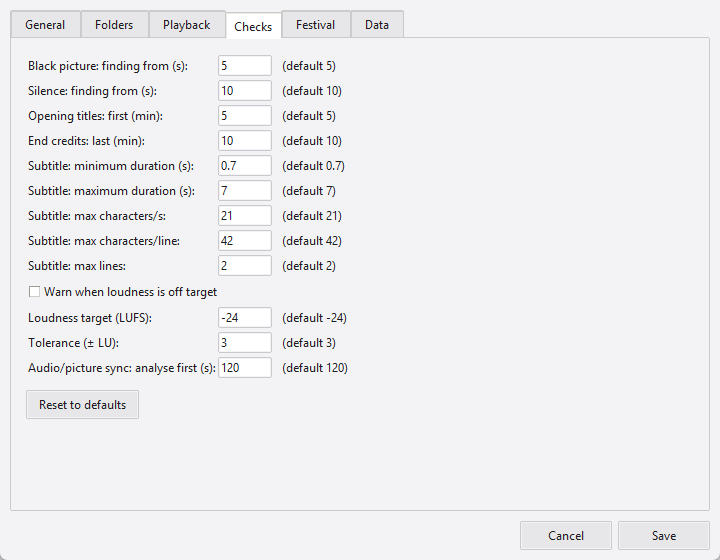 General Folders Playback Checks Festival Data
Black picture: finding from (s): 5 (default 5)
Silence: finding from (s): 10 (default 10)
Opening titles: first (min): 5 (default 5)
End credits: last (min): 10 (default 10)
Subtitle: minimum duration (s): 0.7 (default 0.7)
Subtitle: maximum duration (s): 7 (default 7)
Subtitle: max characters/s: 21 (default 21)
Subtitle: max characters/line: 42 (default 42)
Subtitle: max lines: 2 (default 2)
Warn when loudness is off target
Loudness target (LUFS): -24 (default -24)
Tolerance (± LU): 3 (default 3)
Audio/picture sync: analyse first (s): 120 (default 120)
Reset to defaults
Cancel Save